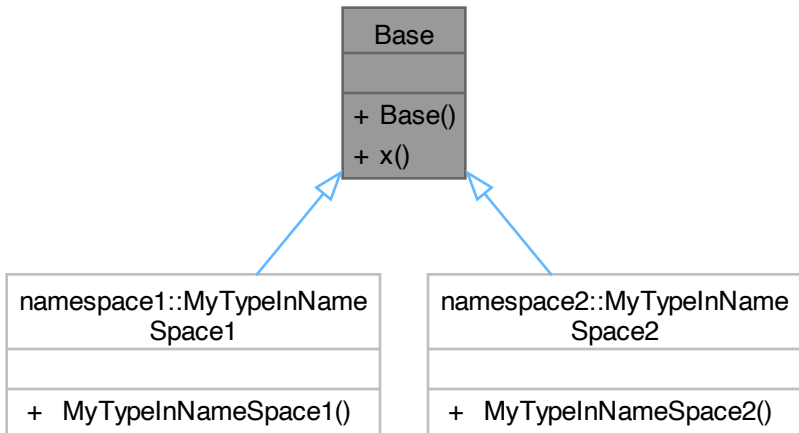 Base
+ Base()
+ x()
namespace1::MyTypeInName
Space1
+ MyTypeInNameSpace1()
namespace2::MyTypeInName
Space2
+ MyTypeInNameSpace2()